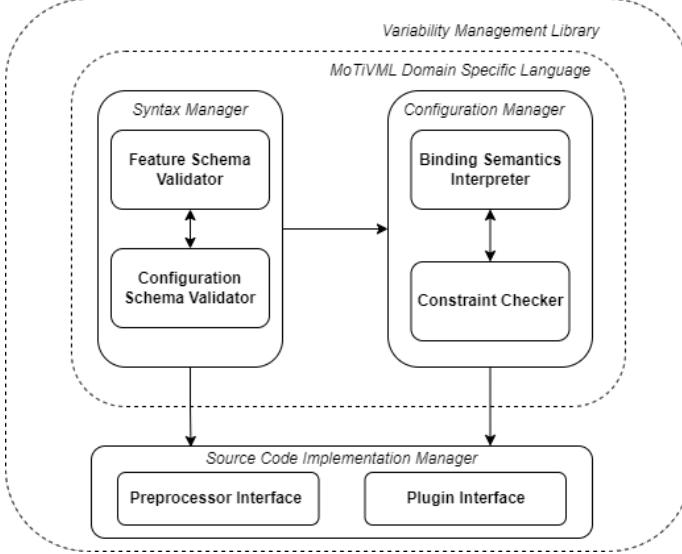 Variability Management Library
MoTiVML Domain Specific Language
Syntax Manager
Feature Schema
Validator
Configuration
Schema Validator
Configuration Manager
Binding Semantics
Interpreter
Constraint Checker
Source Code Implementation Manager
Preprocessor Interface
Plugin Interface